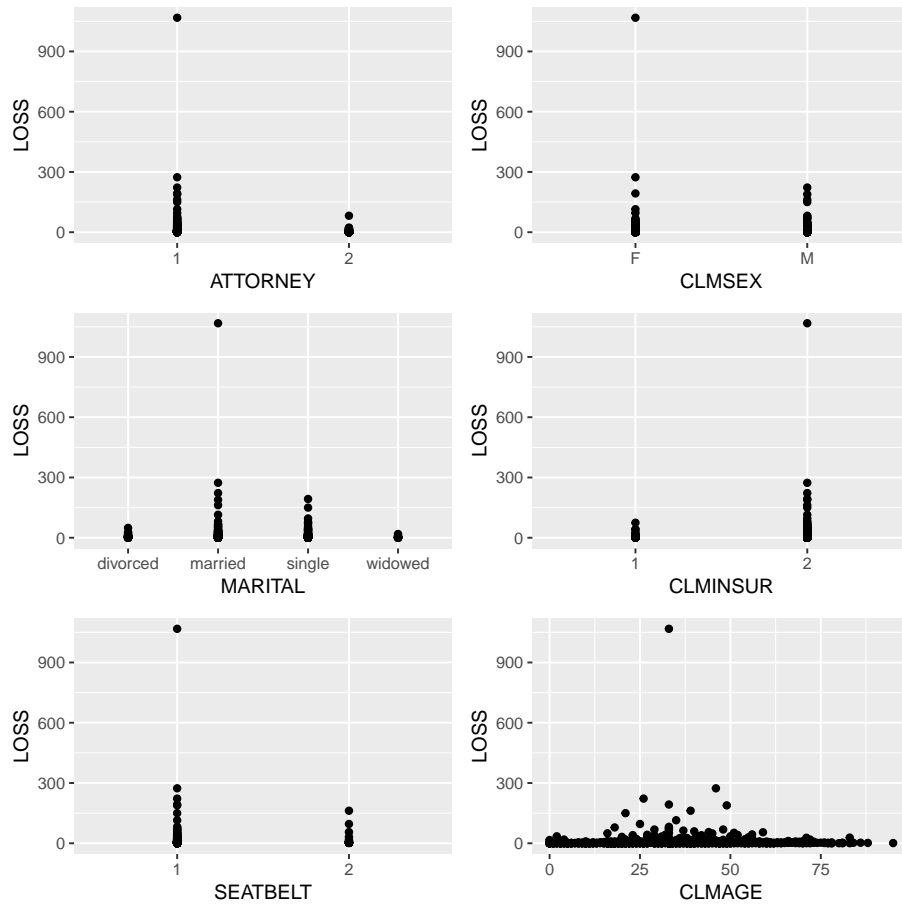 900
600
300
0
LOSS
1 2
ATTORNEY
900
600
300
0
LOSS
F M
CLMSEX
900
600
300
0
LOSS
divorced married single widowed
MARITAL
900
600
300
0
LOSS
1 2
CLMINSUR
900
600
300
0
LOSS
1 2
SEATBELT
900
600
300
0
LOSS
0 25 50 75
CLMAGE